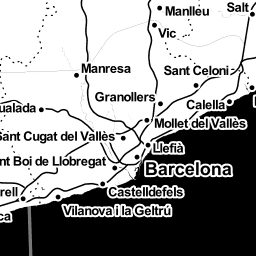 Manlleu
Salt
Vic
Manresa
Sant Celoni
Granollers
ualada
Calella
Mollet del Vallès
Sant Cugat del Vallès
Llefià
nt Boi de Llobregat
Barcelona
rell
Castelldefels
Vilanova i la Geltrú
ca